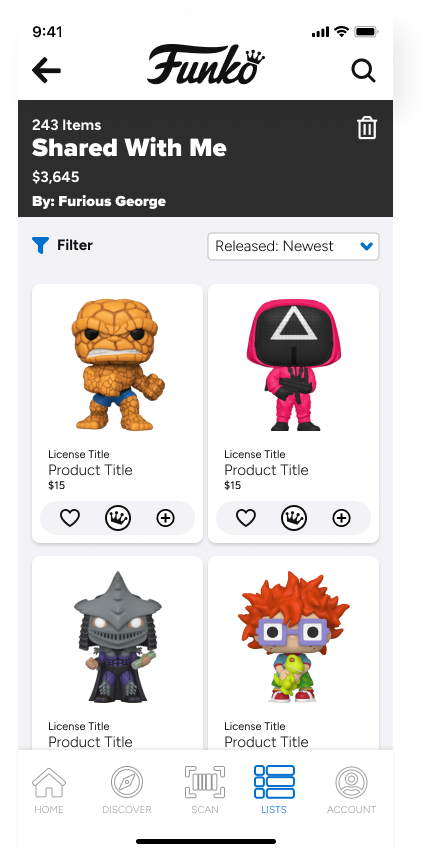 9:41
Funko
243 Items
Shared With Me
$3,645
By: Furious George
Filter
Released: Newest
License Title
Product Title
$15
License Title
Product Title
$15
License Title
Product Title
License Title
Product Title
HOME
DISCOVER
SCAN
LISTS
ACCOUNT